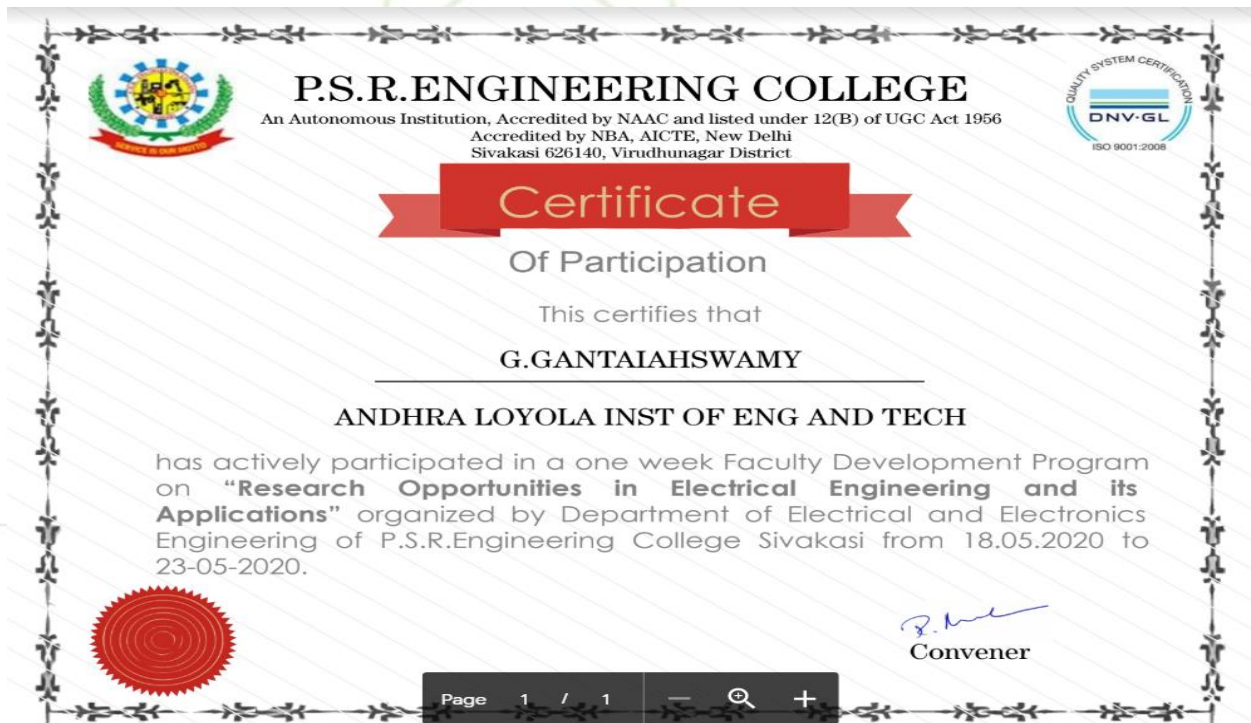 P.S.R.ENGINEERING COLLEGE
An Autonomous Institution, Accredited by NAAC and listed under 12(B) of UGC Act 1956
Accredited by NBA, AICTE, New Delhi
Sivakasi 626140, Virudhunagar District
SERVICE IS OUR MOTTO
QUALITY SYSTEM CERTIFICATION
DNV·GL
ISO 9001:2008
Certificate
Of Participation
This certifies that
G.GANTAIAHSWAMY
ANDHRA LOYOLA INST OF ENG AND TECH
has actively participated in a one week Faculty Development Program
on “Research Opportunities in Electrical Engineering and its
Applications” organized by Department of Electrical and Electronics
Engineering of P.S.R.Engineering College Sivakasi from 18.05.2020 to
23-05-2020.
Convener
Page 1 / 1